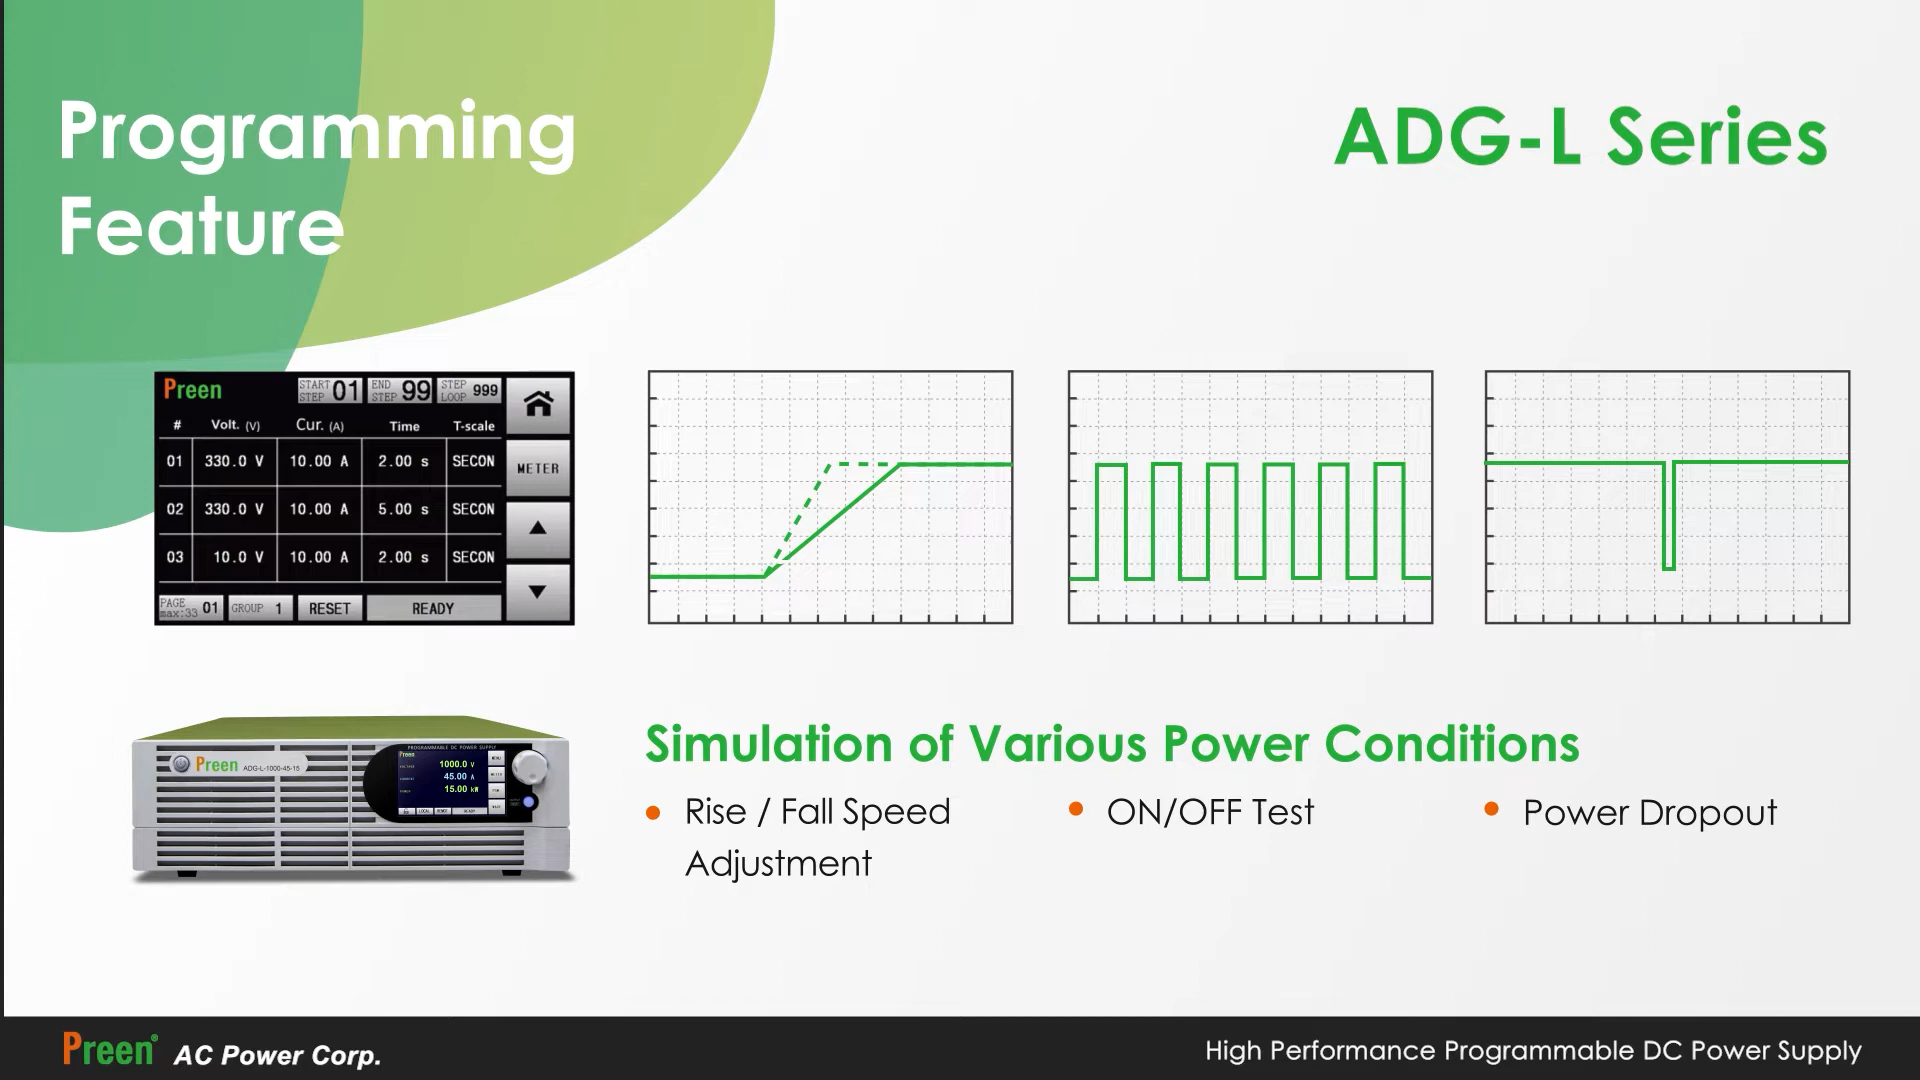 Programming
Feature
ADG-L Series
Preen
START STEP 01
END STEP 99
STEP LOOP 999
# Volt. (V) Cur. (A) Time T-scale
01 330.0 V 10.00 A 2.00 s SECON
02 330.0 V 10.00 A 5.00 s SECON
03 10.0 V 10.00 A 2.00 s SECON
METER
PAGE max:33 01 GROUP 1 RESET READY
PROGRAMMABLE DC POWER SUPPLY
Preen ADG-L-1000-45-15
Preen
1000.0 V
45.00 A
15.00 kW
Simulation of Various Power Conditions
• Rise / Fall Speed
Adjustment
• ON/OFF Test
• Power Dropout
Preen® AC Power Corp.
High Performance Programmable DC Power Supply